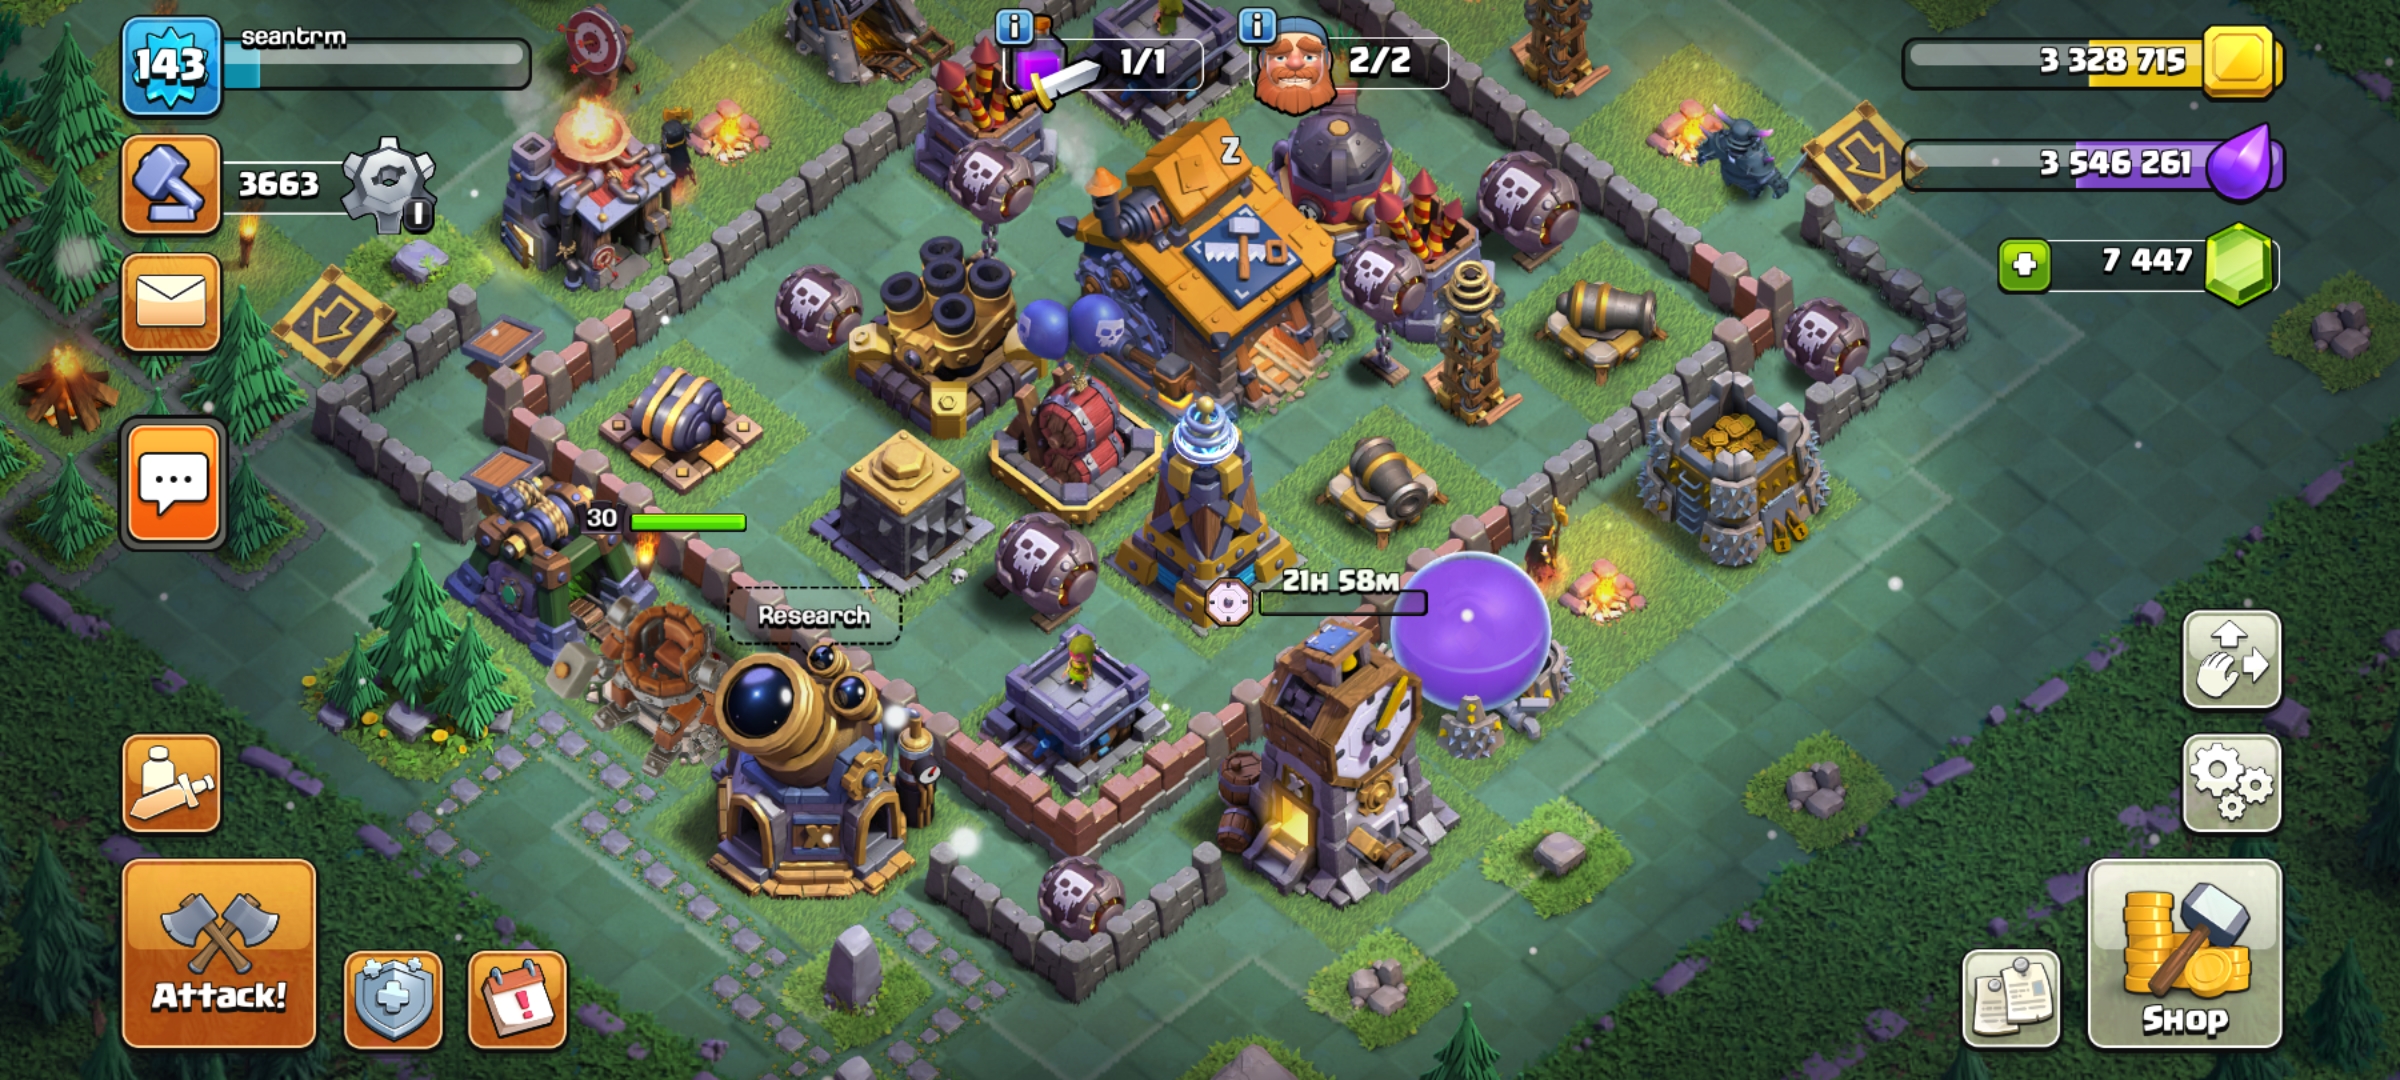 143
seantrm
1/1
2/2
3 328 715
3663
3 546 261
7 447
Z
30
21H 58M
Research
Attack!
Shop